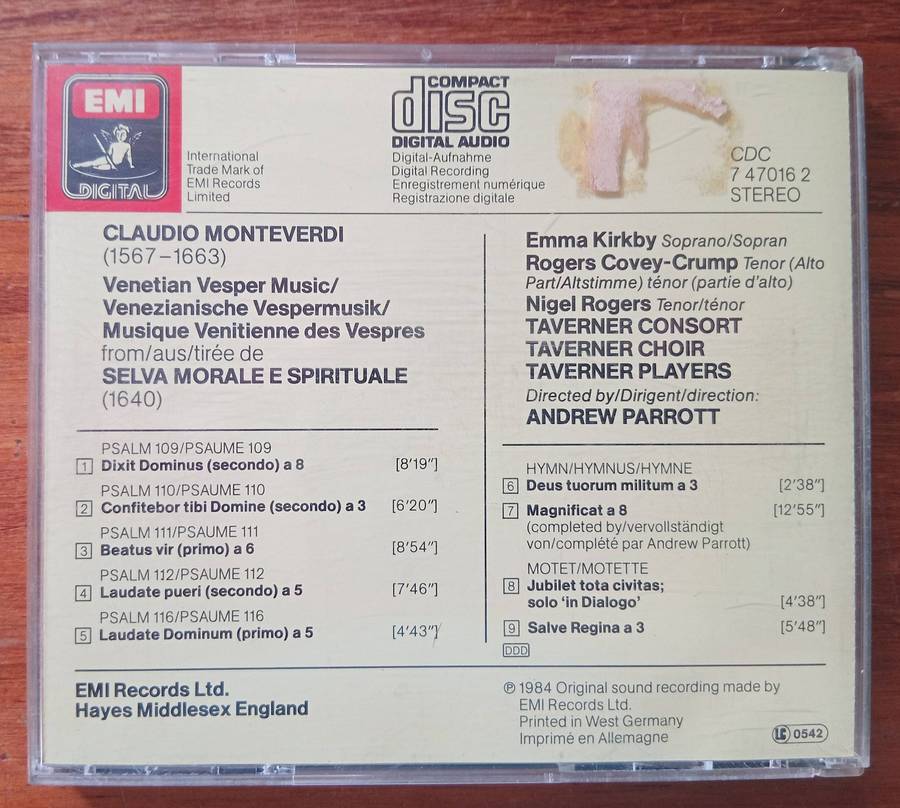 EMI
DIGITAL
International
Trade Mark of
EMI Records
Limited
COMPACT
disc
DIGITAL AUDIO
Digital-Aufnahme
Digital Recording
Enregistrement numérique
Registrazione digitale
CDC
7 47016 2
STEREO
CLAUDIO MONTEVERDI
(1567–1663)
Venetian Vesper Music/
Venezianische Vespermusik/
Musique Venitienne des Vespres
from/aus/tirée de
SELVA MORALE E SPIRITUALE
(1640)
PSALM 109/PSAUME 109
1 Dixit Dominus (secondo) a 8 [8′19″]
PSALM 110/PSAUME 110
2 Confitebor tibi Domine (secondo) a 3 [6′20″]
PSALM 111/PSAUME 111
3 Beatus vir (primo) a 6 [8′54″]
PSALM 112/PSAUME 112
4 Laudate pueri (secondo) a 5 [7′46″]
PSALM 116/PSAUME 116
5 Laudate Dominum (primo) a 5 [4′43″]
Emma Kirkby Soprano/Sopran
Rogers Covey-Crump Tenor (Alto
Part/Altstimme) ténor (partie d'alto)
Nigel Rogers Tenor/ténor
TAVERNER CONSORT
TAVERNER CHOIR
TAVERNER PLAYERS
Directed by/Dirigent/direction:
ANDREW PARROTT
HYMN/HYMNUS/HYMNE
6 Deus tuorum militum a 3 [2′38″]
7 Magnificat a 8 [12′55″]
(completed by/vervollständigt
von/complété par Andrew Parrott)
MOTET/MOTETTE
8 Jubilet tota civitas;
solo 'in Dialogo' [4′38″]
9 Salve Regina a 3 [5′48″]
DDD
EMI Records Ltd.
Hayes Middlesex England
℗ 1984 Original sound recording made by
EMI Records Ltd.
Printed in West Germany
Imprimé en Allemagne
LC 0542